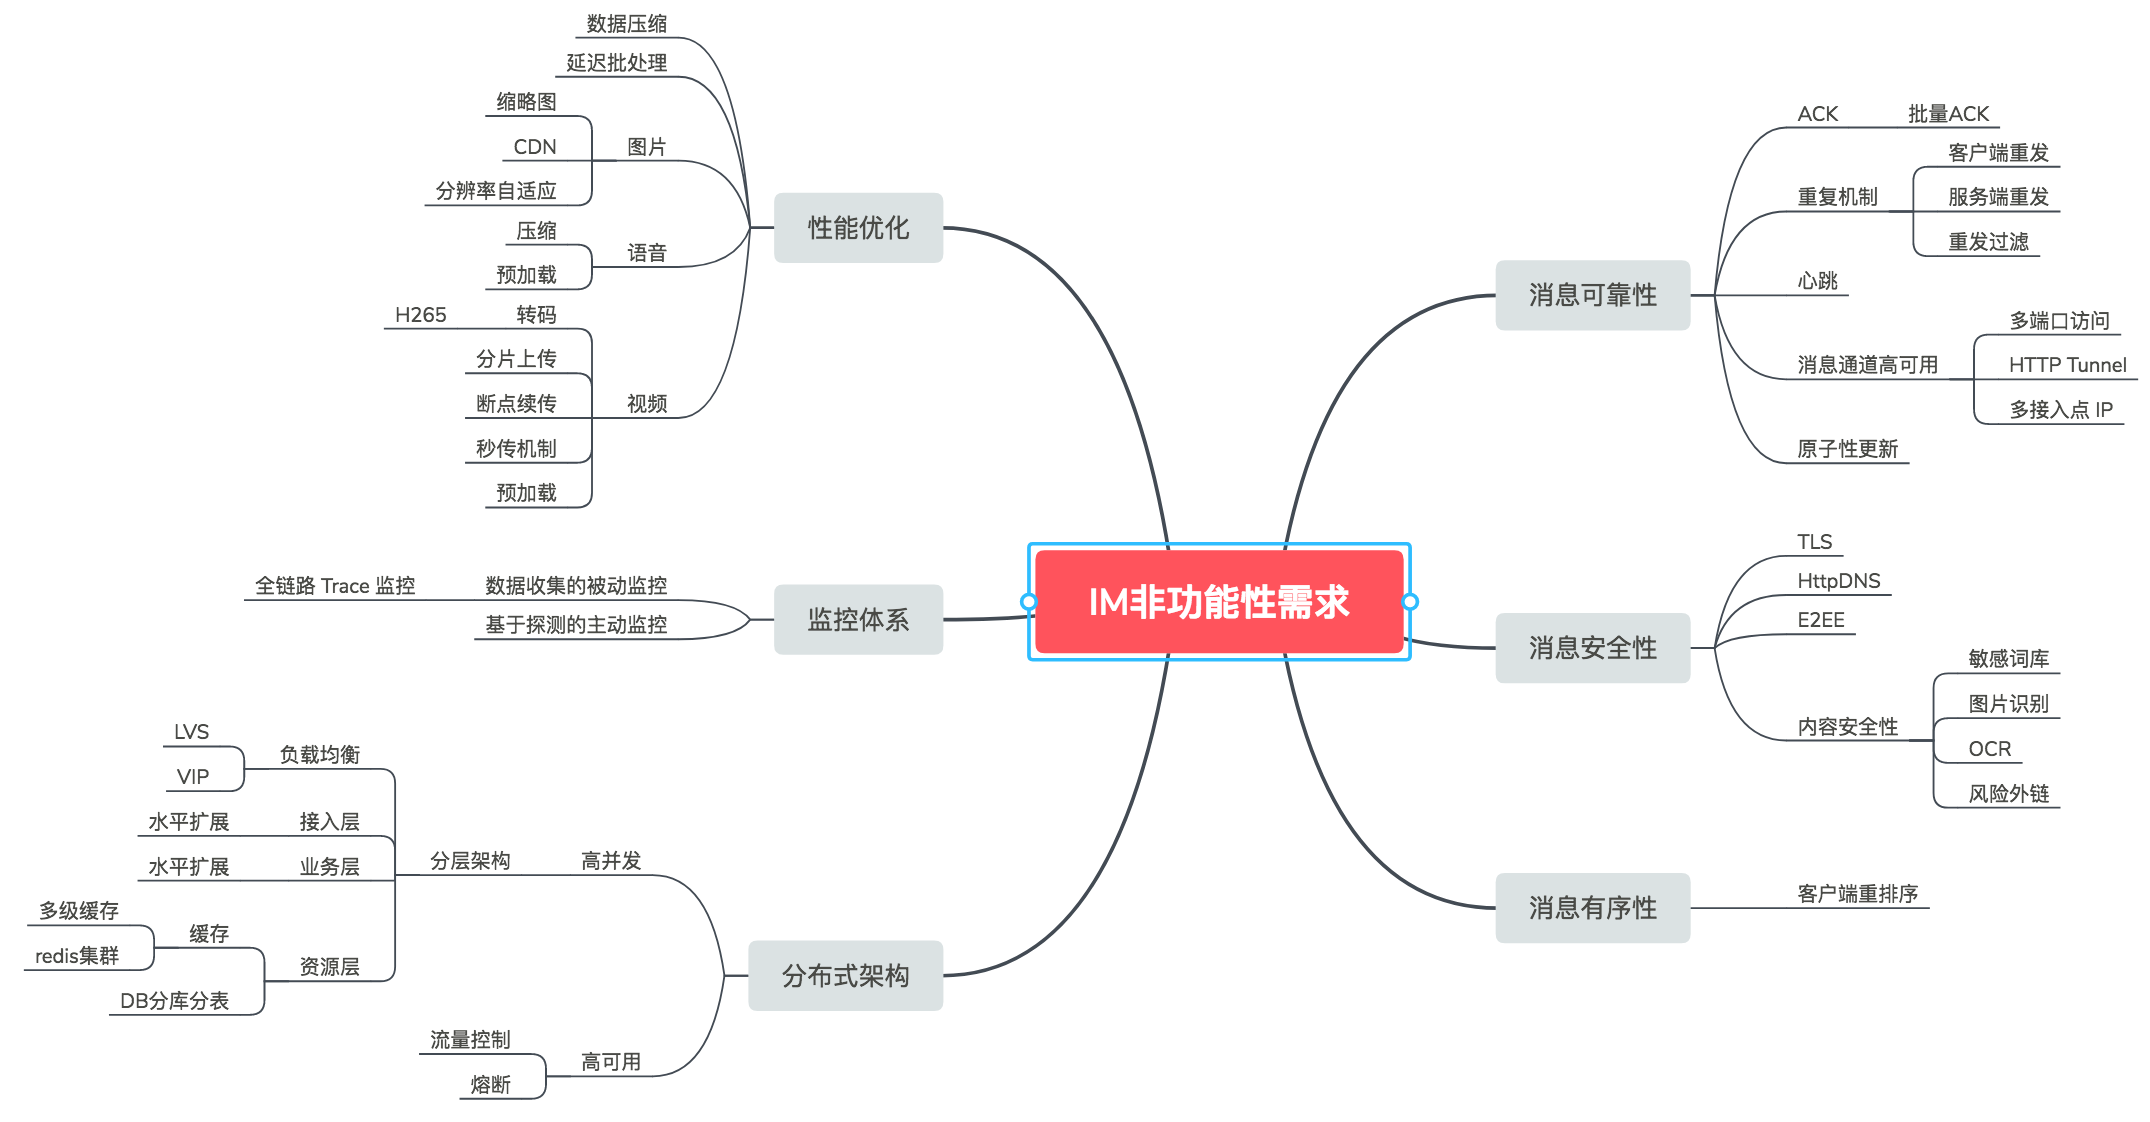 IM非功能性需求
消息可靠性
ACK
批量ACK
重复机制
客户端重发
服务端重发
重发过滤
心跳
消息通道高可用
多端口访问
HTTP Tunnel
多接入点 IP
原子性更新
消息安全性
TLS
HttpDNS
E2EE
内容安全性
敏感词库
图片识别
OCR
风险外链
消息有序性
客户端重排序
性能优化
数据压缩
延迟批处理
图片
缩略图
CDN
分辨率自适应
语音
压缩
预加载
视频
转码
H265
分片上传
断点续传
秒传机制
预加载
监控体系
数据收集的被动监控
全链路 Trace 监控
基于探测的主动监控
分布式架构
高并发
分层架构
负载均衡
LVS
VIP
接入层
水平扩展
业务层
水平扩展
资源层
缓存
多级缓存
redis集群
DB分库分表
高可用
流量控制
熔断